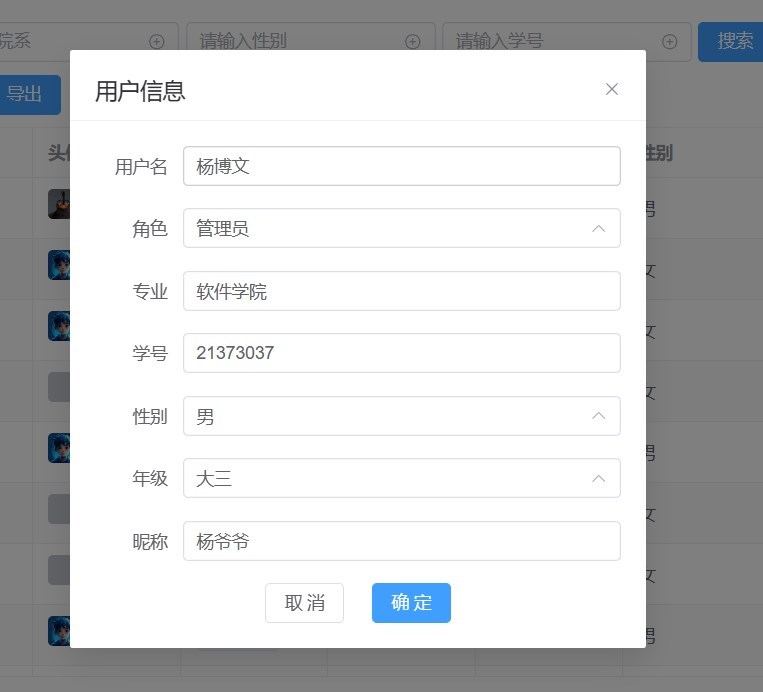 院系 请输入性别 请输入学号 搜索
导出
用户信息
头 性别
用户名 杨博文
角色 管理员
男
专业 软件学院
女
学号 21373037
女
性别 男
女
年级 大三
男
昵称 杨爷爷
女
取消 确定
女
男